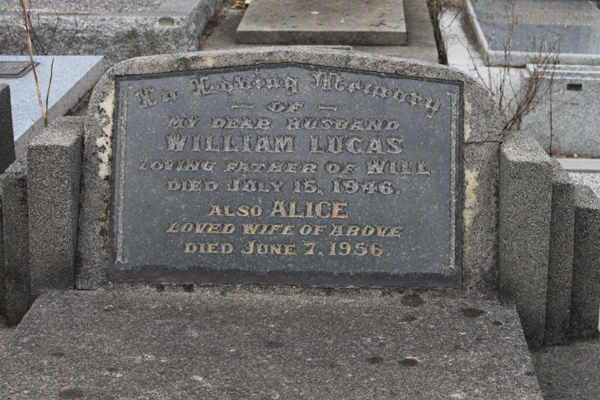 In Loving Memory
— OF —
MY DEAR HUSBAND
WILLIAM LUCAS
LOVING FATHER OF WILL
DIED JULY 15, 1946.
ALSO ALICE
LOVED WIFE OF ABOVE
DIED JUNE 7, 1956.